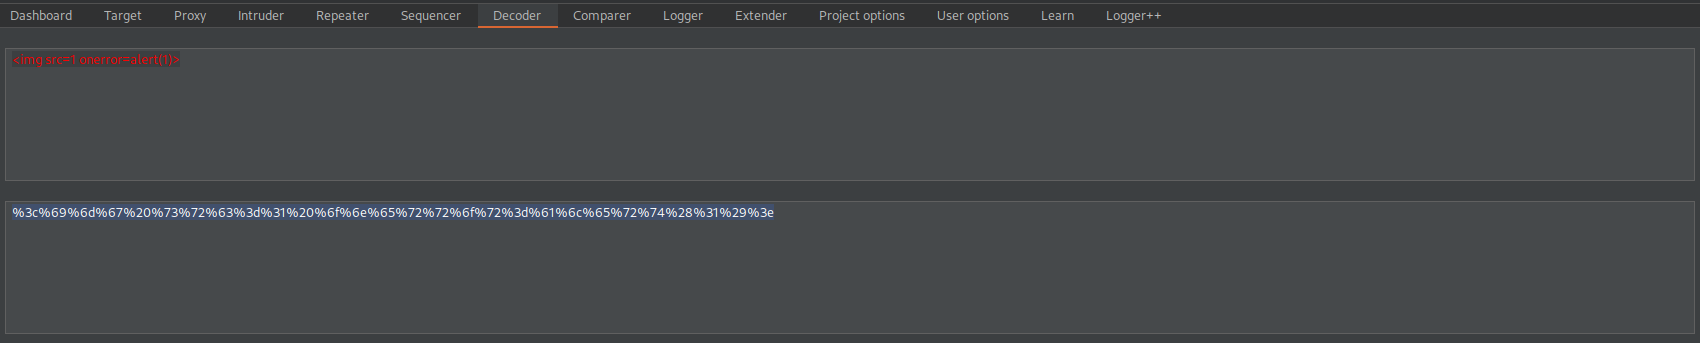 Dashboard Target Proxy Intruder Repeater Sequencer Decoder Comparer Logger Extender Project options User options Learn Logger++
<img src=1 onerror=alert(1)>
%3c%69%6d%67%20%73%72%63%3d%31%20%6f%6e%65%72%72%6f%72%3d%61%6c%65%72%74%28%31%29%3e